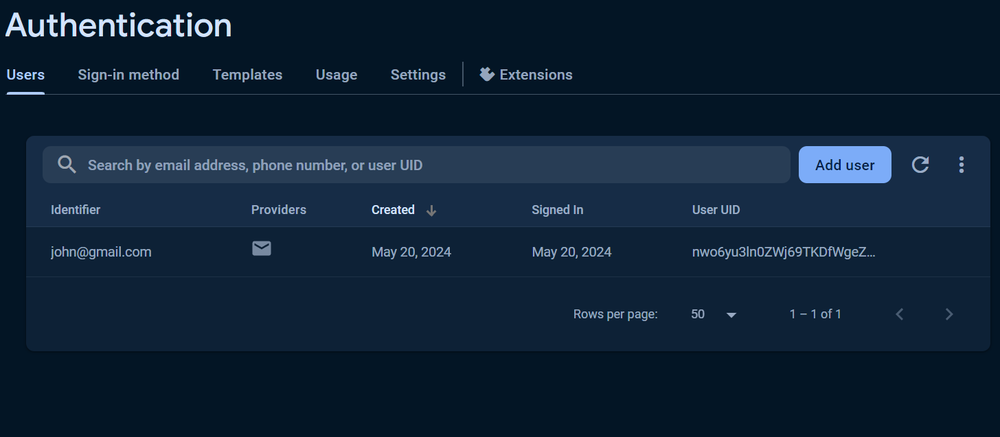 Authentication
Users Sign-in method Templates Usage Settings Extensions
Search by email address, phone number, or user UID Add user
Identifier Providers Created Signed In User UID
john@gmail.com May 20, 2024 May 20, 2024 nwo6yu3ln0ZWj69TKDfWgeZ...
Rows per page: 50 1 – 1 of 1